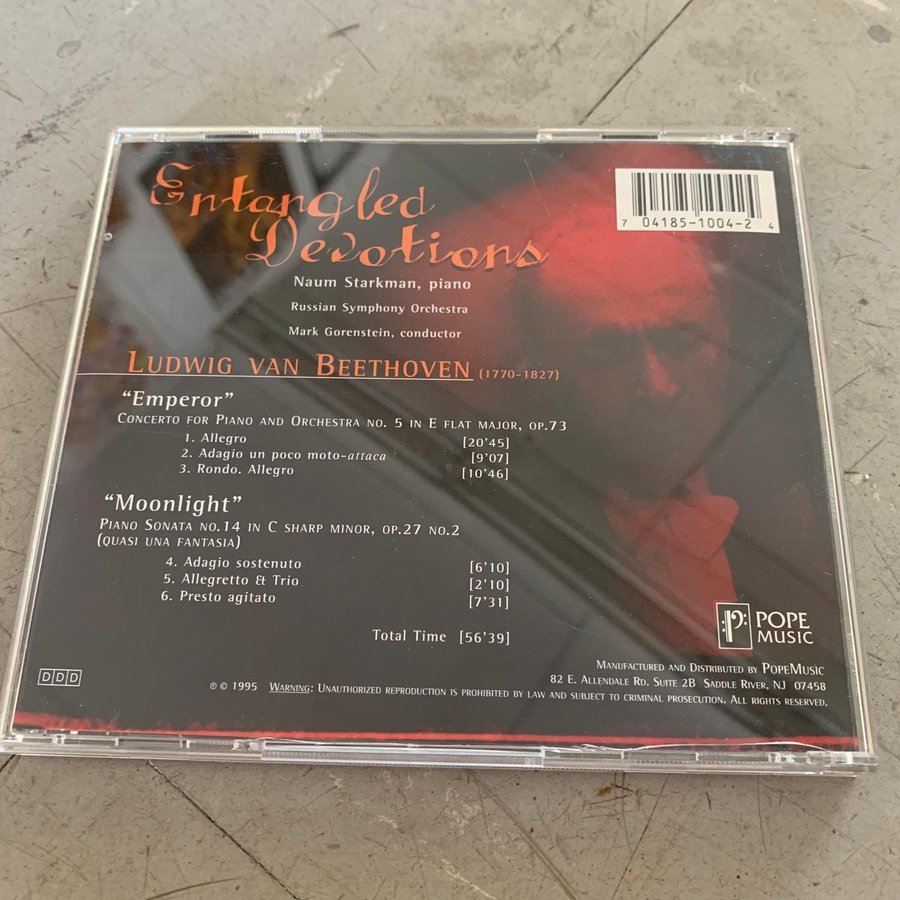 Entangled
Devotions
7 04185-1004-2 4
Naum Starkman, piano
Russian Symphony Orchestra
Mark Gorenstein, conductor
LUDWIG VAN BEETHOVEN (1770-1827)
“Emperor”
CONCERTO FOR PIANO AND ORCHESTRA NO. 5 IN E FLAT MAJOR, OP.73
1. Allegro [20'45]
2. Adagio un poco moto-attaca [9'07]
3. Rondo. Allegro [10'46]
“Moonlight”
PIANO SONATA NO.14 IN C SHARP MINOR, OP.27 NO.2
(QUASI UNA FANTASIA)
4. Adagio sostenuto [6'10]
5. Allegretto & Trio [2'10]
6. Presto agitato [7'31]
Total Time [56'39]
POPE
MUSIC
MANUFACTURED AND DISTRIBUTED BY POPEMUSIC
82 E. ALLENDALE RD. SUITE 2B SADDLE RIVER, NJ 07458
DDD
℗ © 1995 WARNING: UNAUTHORIZED REPRODUCTION IS PROHIBITED BY LAW AND SUBJECT TO CRIMINAL PROSECUTION. ALL RIGHTS RESERVED.